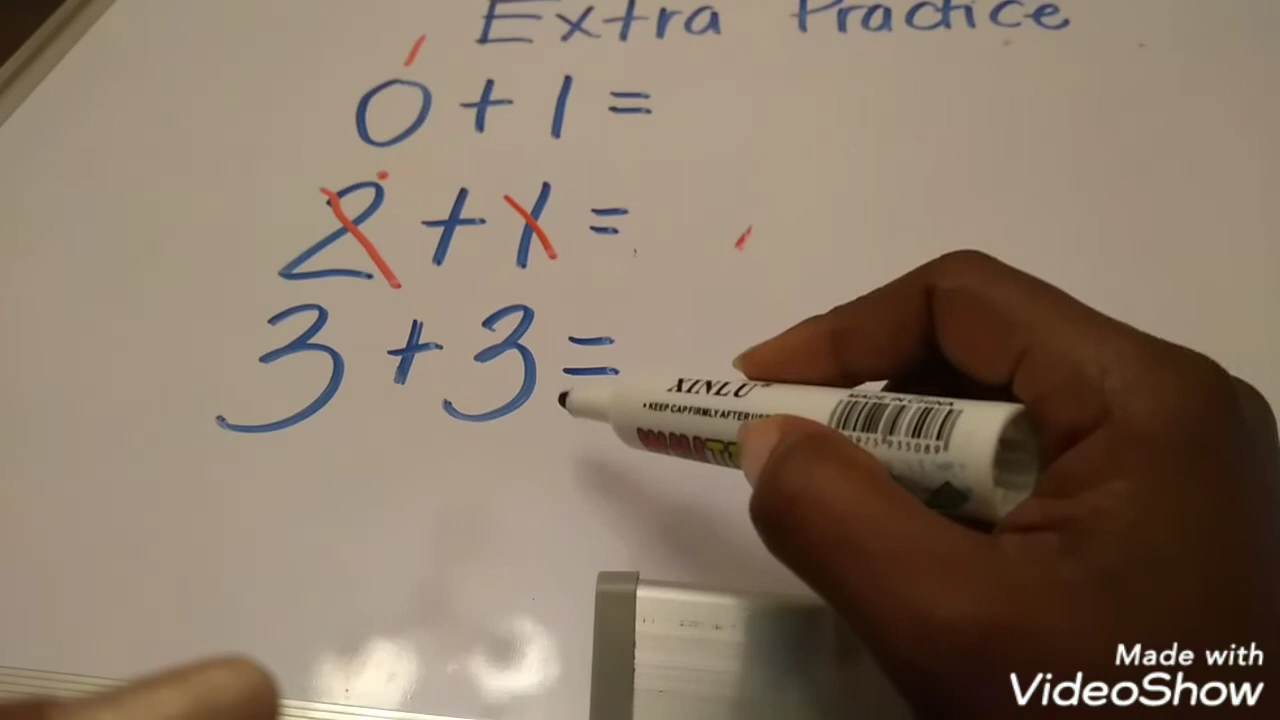 Extra Practice
0 + 1 =
2 + 1 =
3 + 3 =
XINLU®
• KEEP CAP FIRMLY AFTER
MADE IN CHINA
Made with
VideoShow